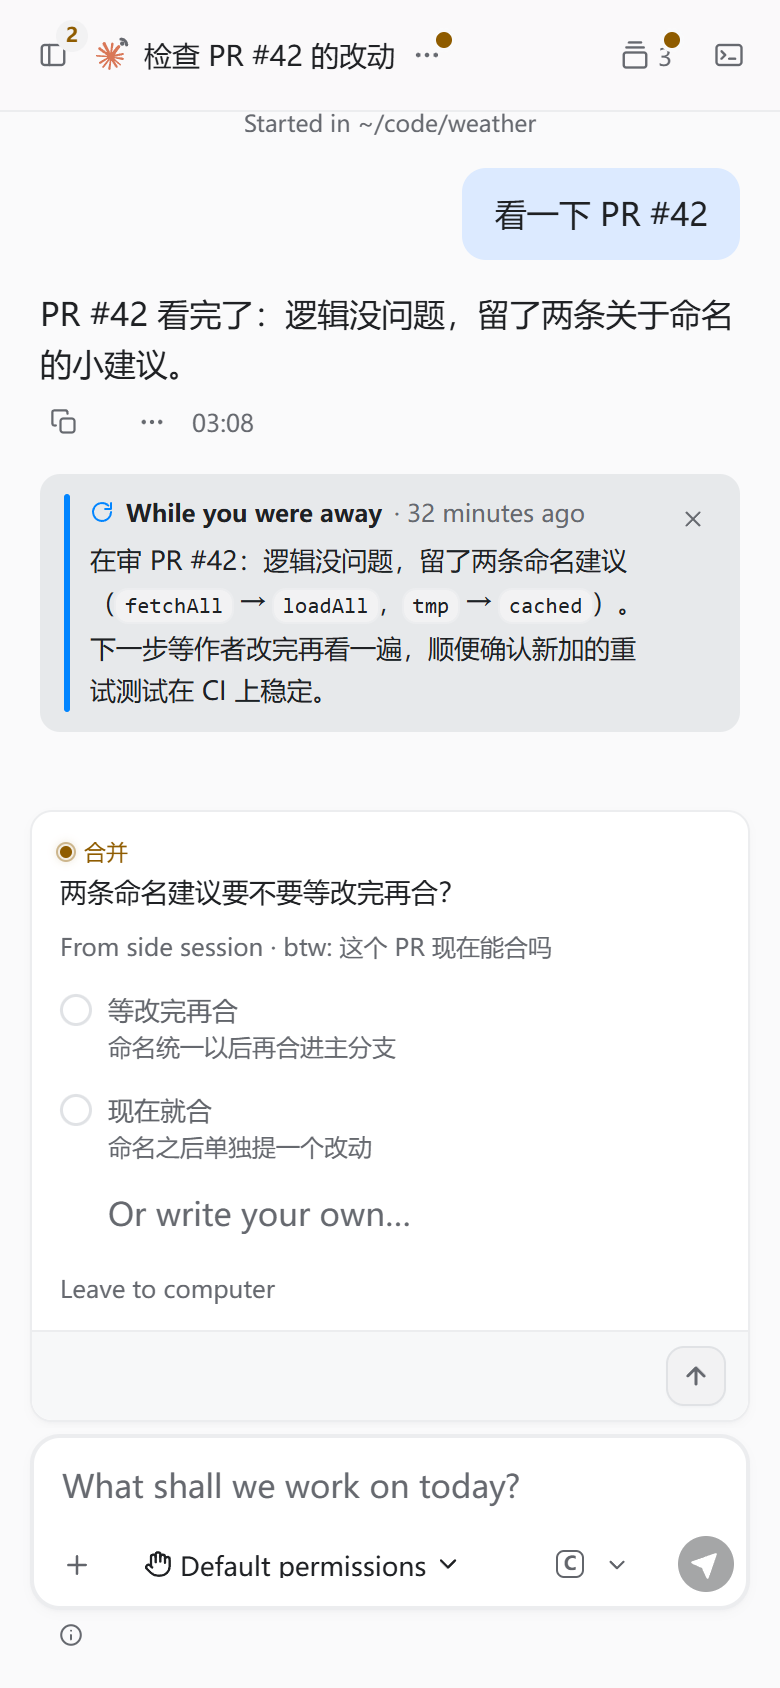 2
检查 PR #42 的改动
3
Started in ~/code/weather
看一下 PR #42
PR #42 看完了：逻辑没问题，留了两条关于命名
的小建议。
03:08
While you were away · 32 minutes ago
在审 PR #42：逻辑没问题，留了两条命名建议
（fetchAll → loadAll，tmp → cached）。
下一步等作者改完再看一遍，顺便确认新加的重
试测试在 CI 上稳定。
合并
两条命名建议要不要等改完再合？
From side session · btw: 这个 PR 现在能合吗
等改完再合
命名统一以后再合进主分支
现在就合
命名之后单独提一个改动
Or write your own...
Leave to computer
What shall we work on today?
Default permissions
C